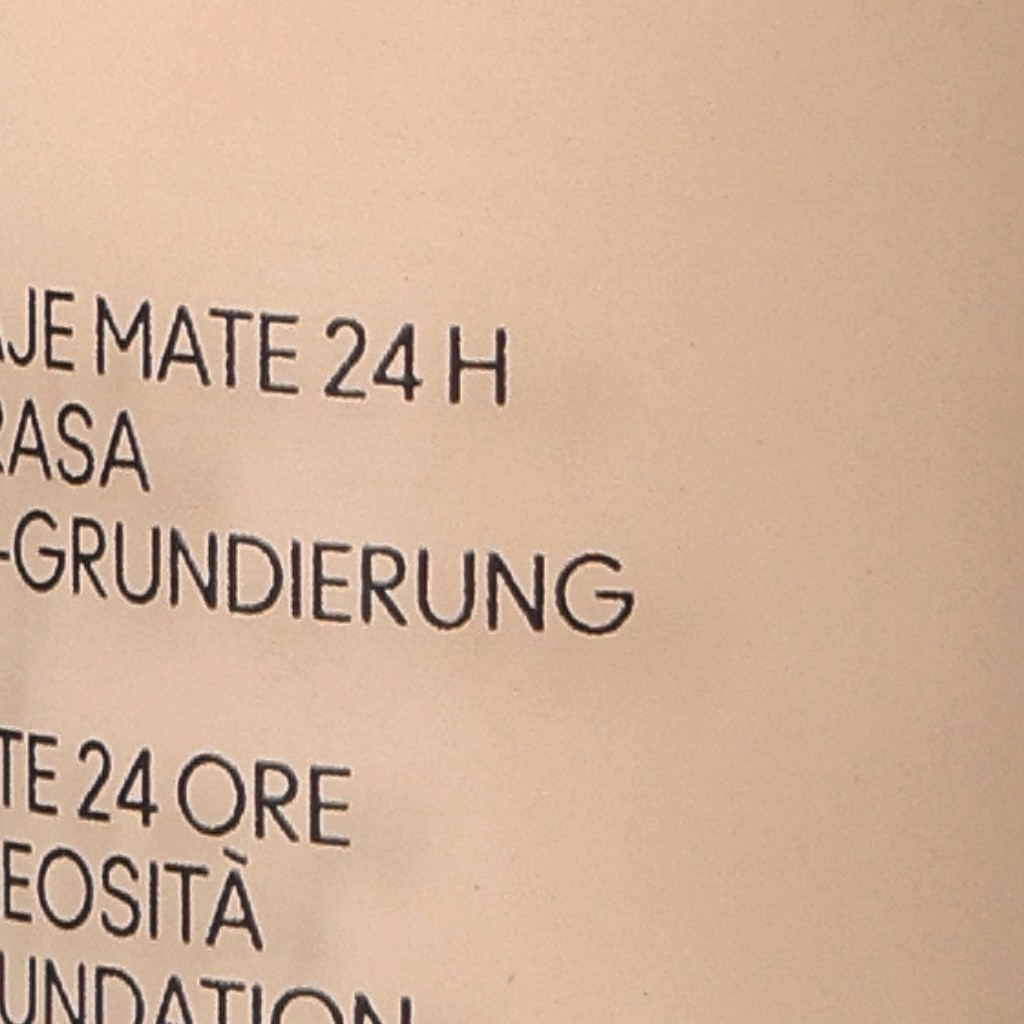 AJE MATE 24 H
RASA
-GRUNDIERUNG
TE 24 ORE
EOSITÀ
UNDATION